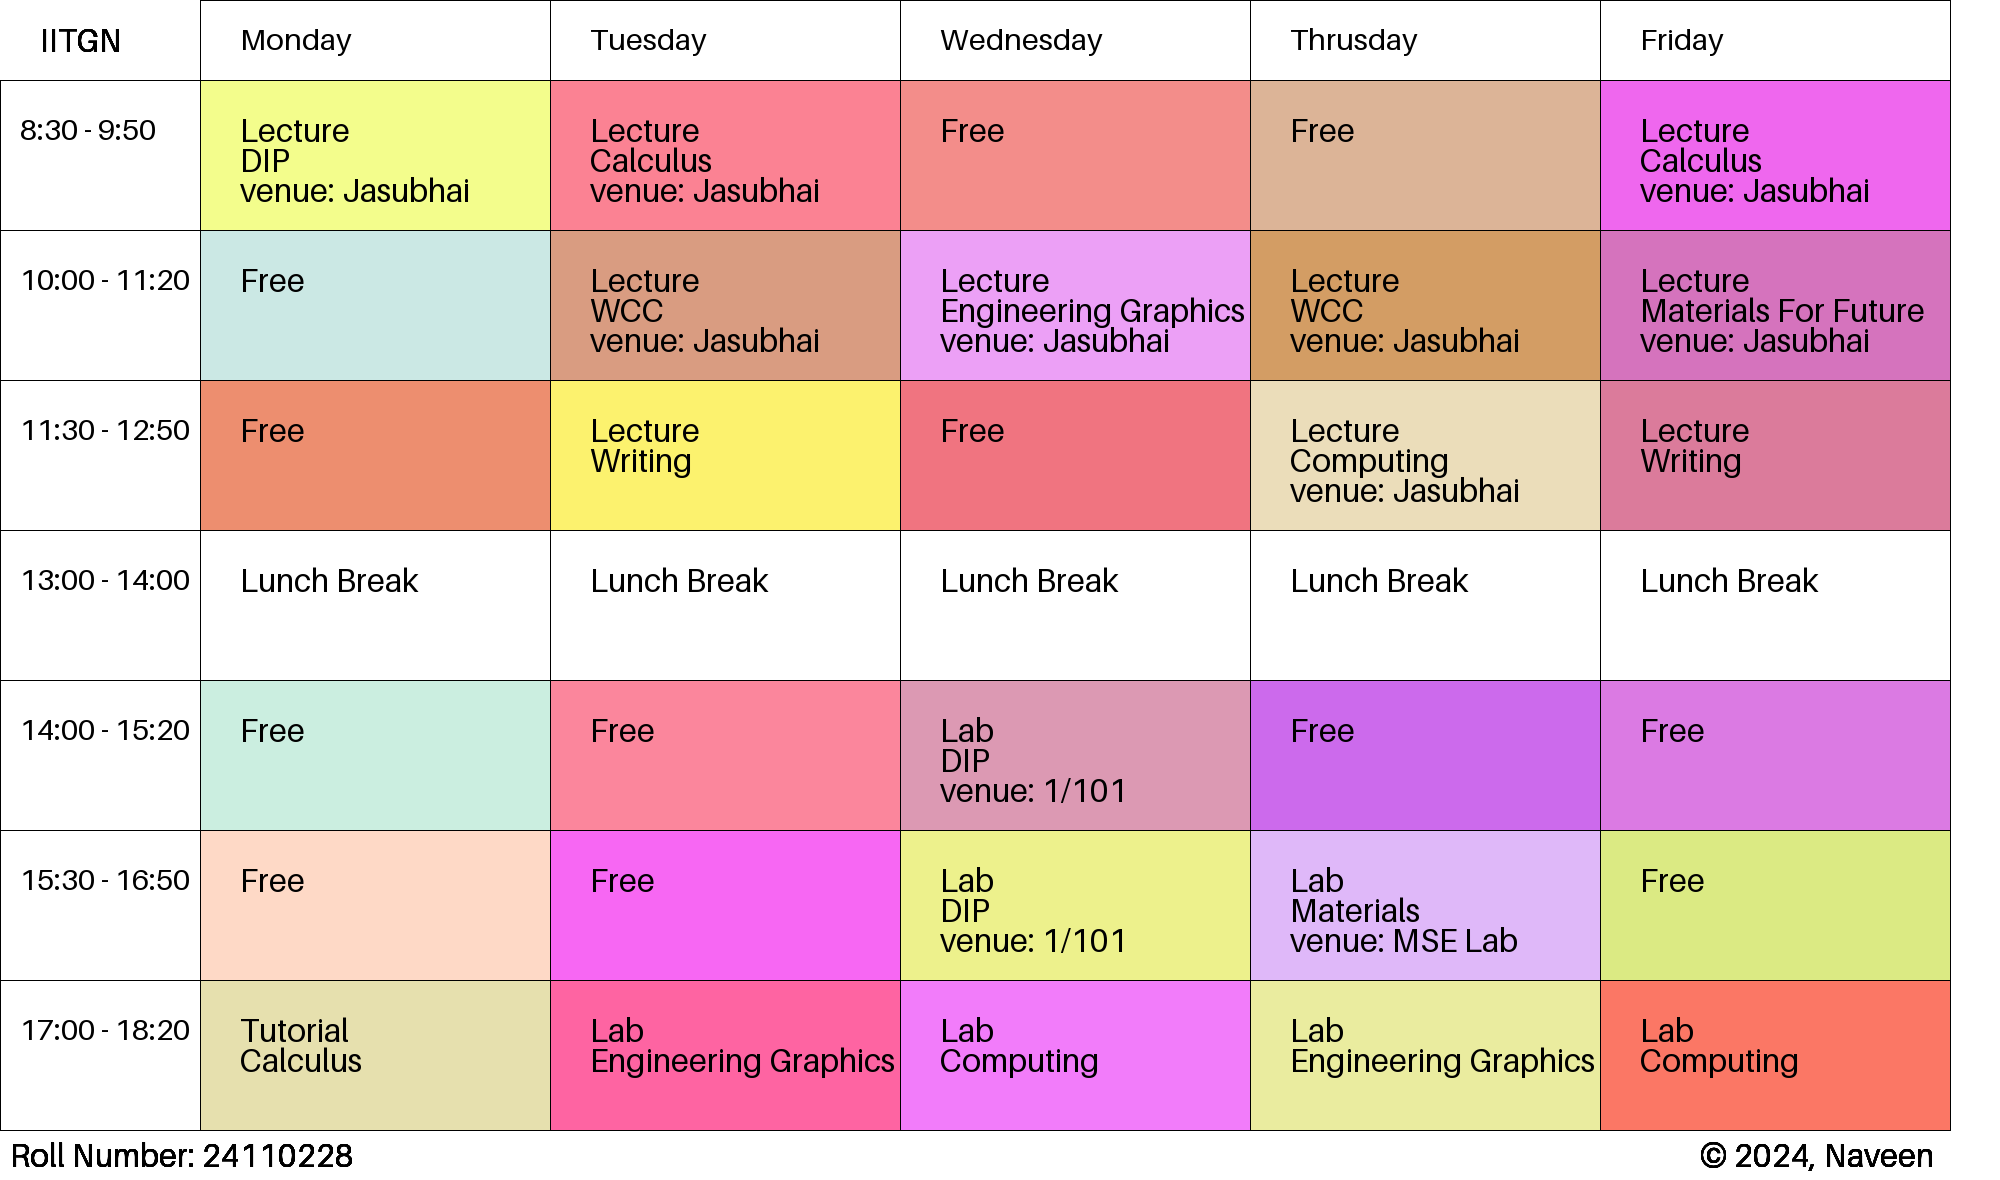 IITGN
Monday
Tuesday
Wednesday
Thrusday
Friday
8:30 - 9:50
Lecture
DIP
venue: Jasubhai
Lecture
Calculus
venue: Jasubhai
Free
Free
Lecture
Calculus
venue: Jasubhai
10:00 - 11:20
Free
Lecture
WCC
venue: Jasubhai
Lecture
Engineering Graphics
venue: Jasubhai
Lecture
WCC
venue: Jasubhai
Lecture
Materials For Future
venue: Jasubhai
11:30 - 12:50
Free
Lecture
Writing
Free
Lecture
Computing
venue: Jasubhai
Lecture
Writing
13:00 - 14:00
Lunch Break
Lunch Break
Lunch Break
Lunch Break
Lunch Break
14:00 - 15:20
Free
Free
Lab
DIP
venue: 1/101
Free
Free
15:30 - 16:50
Free
Free
Lab
DIP
venue: 1/101
Lab
Materials
venue: MSE Lab
Free
17:00 - 18:20
Tutorial
Calculus
Lab
Engineering Graphics
Lab
Computing
Lab
Engineering Graphics
Lab
Computing
Roll Number: 24110228
© 2024, Naveen